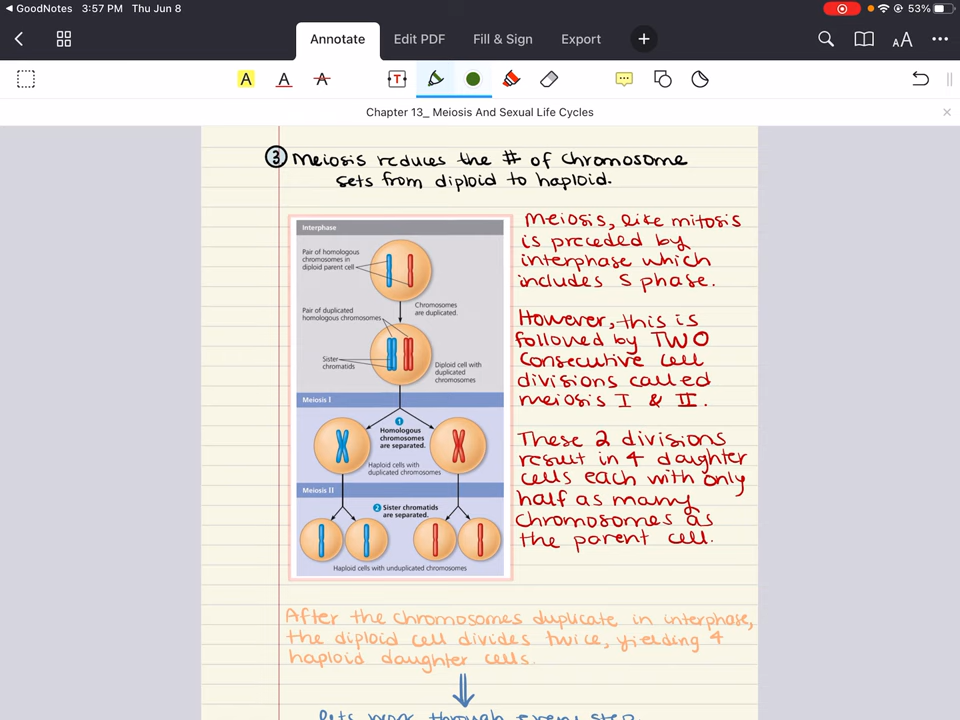 GoodNotes 3:57 PM Thu Jun 8 53%
Annotate Edit PDF Fill & Sign Export +
AA
A A A T
Chapter 13_ Meiosis And Sexual Life Cycles
3 Meiosis reduces the # of chromosome
sets from diploid to haploid.
Interphase
Pair of homologous
chromosomes in
diploid parent cell
Chromosomes
are duplicated.
Pair of duplicated
homologous chromosomes
Sister
chromatids
Diploid cell with
duplicated
chromosomes
Meiosis I
1
Homologous
chromosomes
are separated.
Haploid cells with
duplicated chromosomes
Meiosis II
2 Sister chromatids
are separated.
Haploid cells with unduplicated chromosomes
Meiosis, like mitosis
is preceded by
interphase which
includes S phase.
However, this is
followed by TWO
consecutive cell
divisions called
meiosis I & II.
These 2 divisions
result in 4 daughter
cells each with only
half as many
chromosomes as
the parent cell.
After the chromosomes duplicate in interphase,
the diploid cell divides twice, yielding 4
haploid daughter cells.
lets work through every step